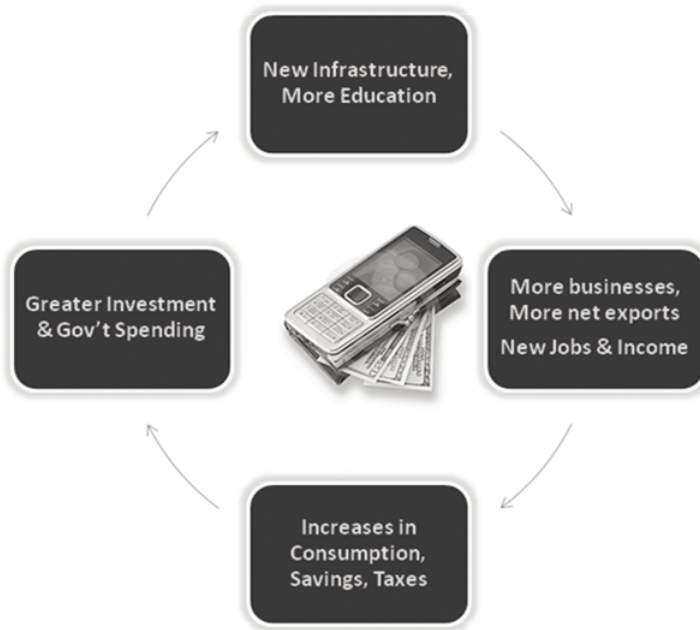 New Infrastructure,
More Education
More businesses,
More net exports
New Jobs & Income
Increases in
Consumption,
Savings, Taxes
Greater Investment
& Gov’t Spending